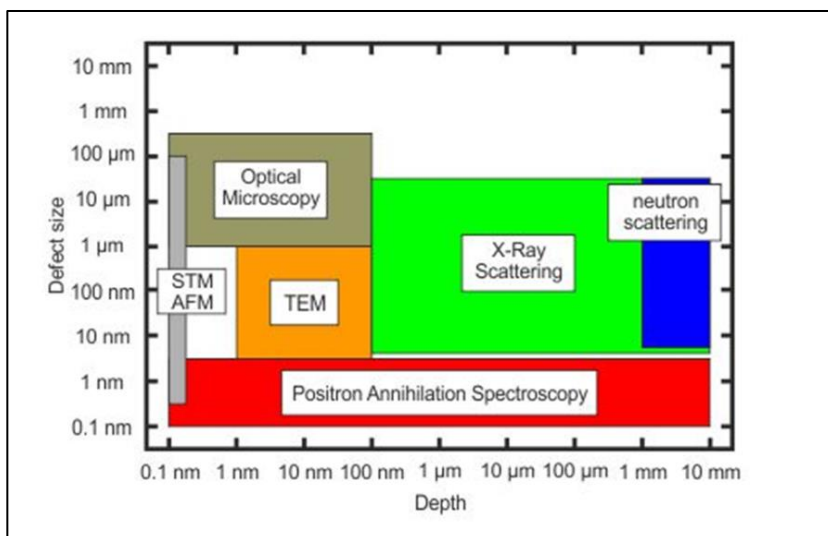 10 mm
1 mm
100 µm
10 µm
1 µm
100 nm
10 nm
1 nm
0.1 nm
Defect size
Optical
Microscopy
STM
AFM
TEM
X-Ray
Scattering
neutron
scattering
Positron Annihilation Spectroscopy
0.1 nm 1 nm 10 nm 100 nm 1 µm 10 µm 100 µm 1 mm 10 mm
Depth